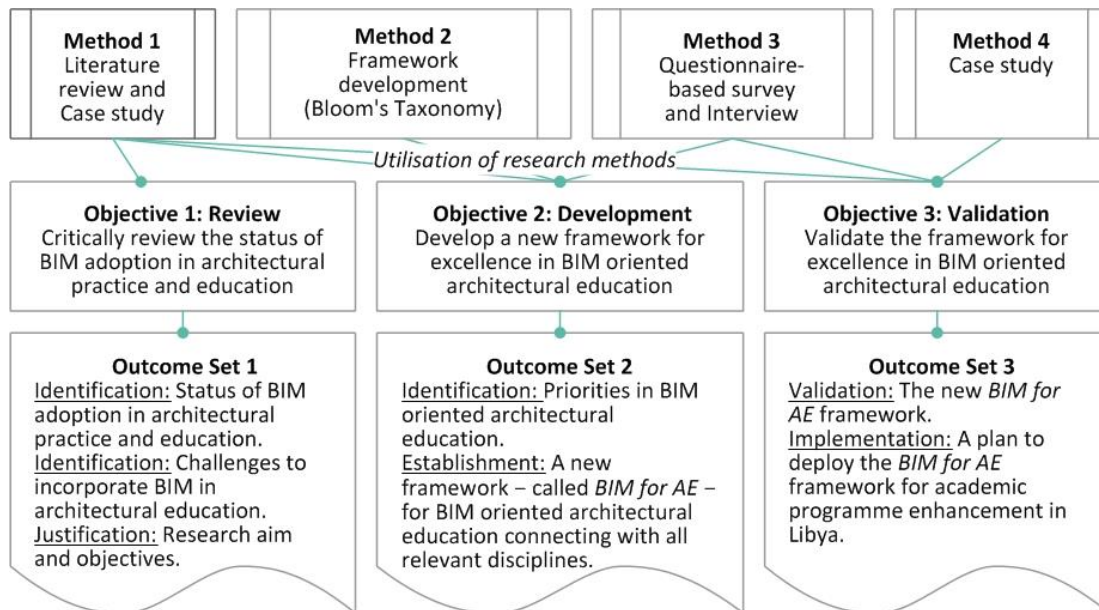 Method 1
Literature
review and
Case study
Method 2
Framework
development
(Bloom's Taxonomy)
Method 3
Questionnaire-
based survey
and Interview
Method 4
Case study
Utilisation of research methods
Objective 1: Review
Critically review the status of
BIM adoption in architectural
practice and education
Objective 2: Development
Develop a new framework for
excellence in BIM oriented
architectural education
Objective 3: Validation
Validate the framework for
excellence in BIM oriented
architectural education
Outcome Set 1
Identification: Status of BIM
adoption in architectural
practice and education.
Identification: Challenges to
incorporate BIM in
architectural education.
Justification: Research aim
and objectives.
Outcome Set 2
Identification: Priorities in BIM
oriented architectural
education.
Establishment: A new
framework – called BIM for AE –
for BIM oriented architectural
education connecting with all
relevant disciplines.
Outcome Set 3
Validation: The new BIM for
AE framework.
Implementation: A plan to
deploy the BIM for AE
framework for academic
programme enhancement in
Libya.